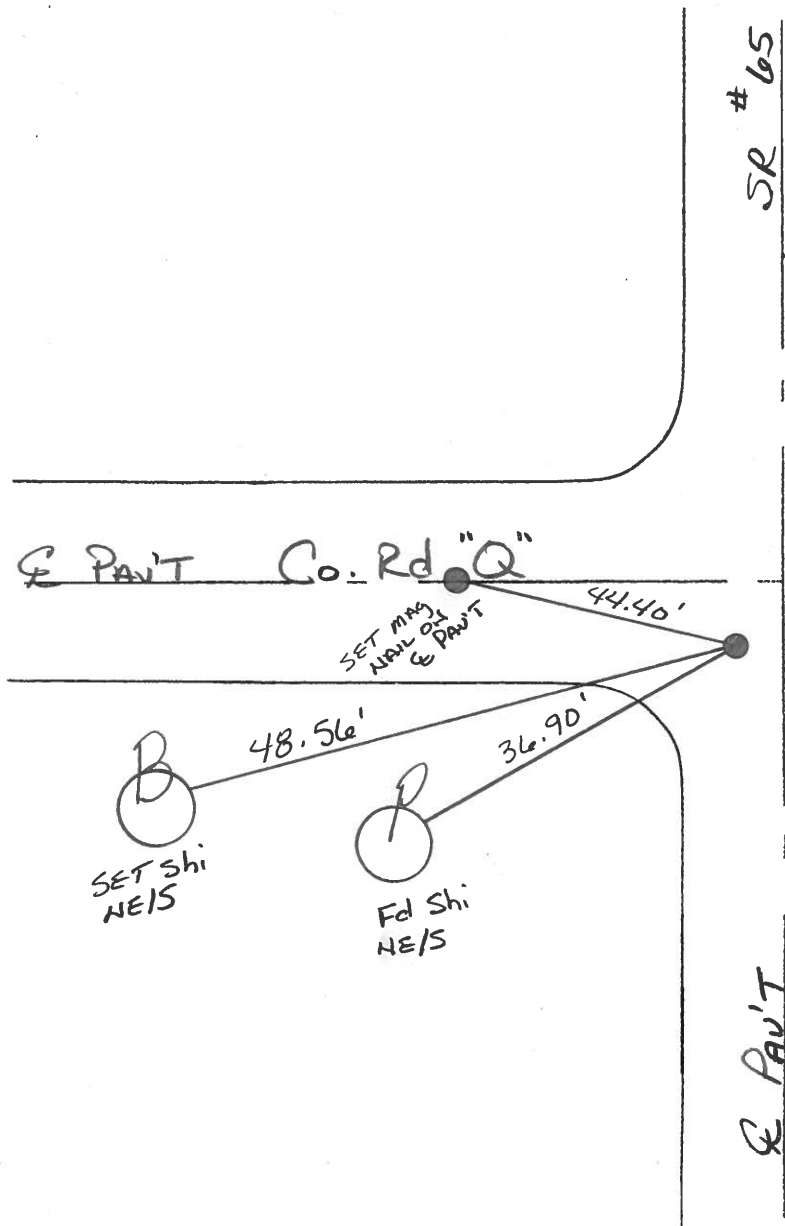 SR # 65
℄ PAV'T Co. Rd "Q"
44.40'
SET MAG
NAIL ON
℄ PAV'T
48.56'
36.90'
B
P
SET Shi
NE/S
Fd Shi
NE/S
℄ PAV'T